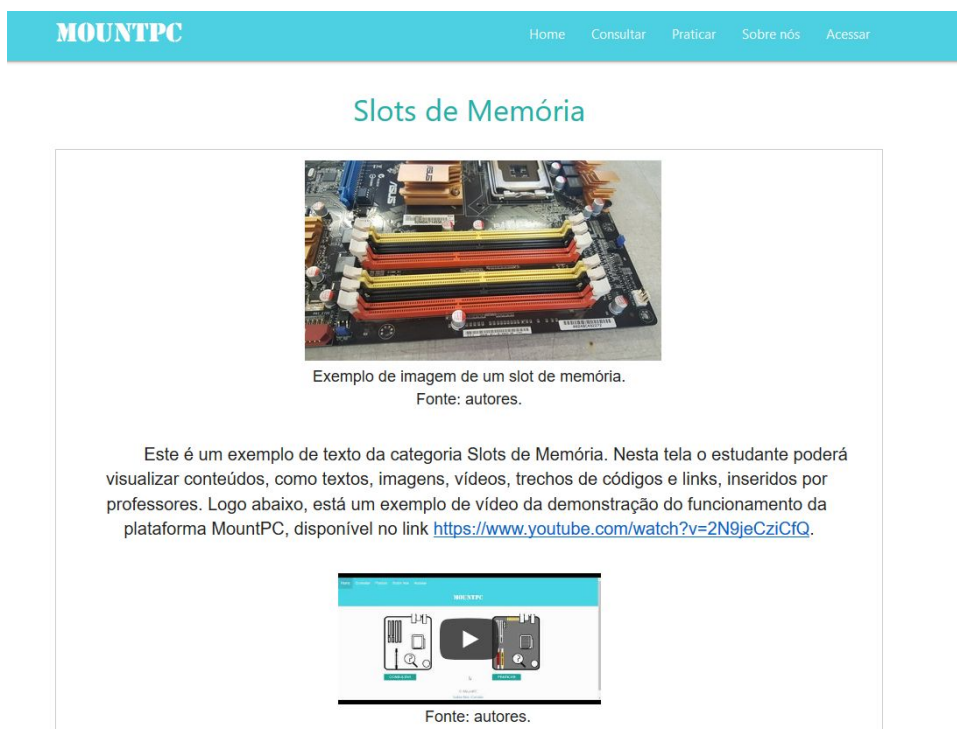 MOUNTPC
Home Consultar Praticar Sobre nós Acessar
Slots de Memória
ASUS
Exemplo de imagem de um slot de memória.
Fonte: autores.
Este é um exemplo de texto da categoria Slots de Memória. Nesta tela o estudante poderá
visualizar conteúdos, como textos, imagens, vídeos, trechos de códigos e links, inseridos por
professores. Logo abaixo, está um exemplo de vídeo da demonstração do funcionamento da
plataforma MountPC, disponível no link https://www.youtube.com/watch?v=2N9jeCziCfQ.
MOUNTPC
Fonte: autores.